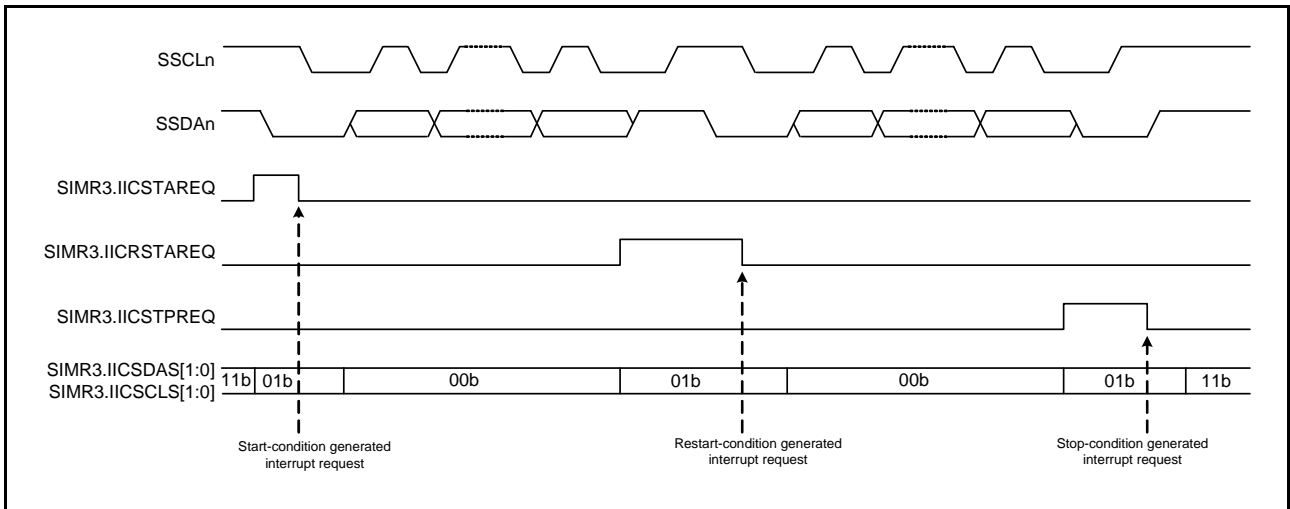 SSCLn
SSDAn
SIMR3.IICSTAREQ
SIMR3.IICRSTAREQ
SIMR3.IICSTPREQ
SIMR3.IICSDAS[1:0]
SIMR3.IICSCLS[1:0]
11b 01b 00b 01b 00b 01b 11b
Start-condition generated
interrupt request
Restart-condition generated
interrupt request
Stop-condition generated
interrupt request